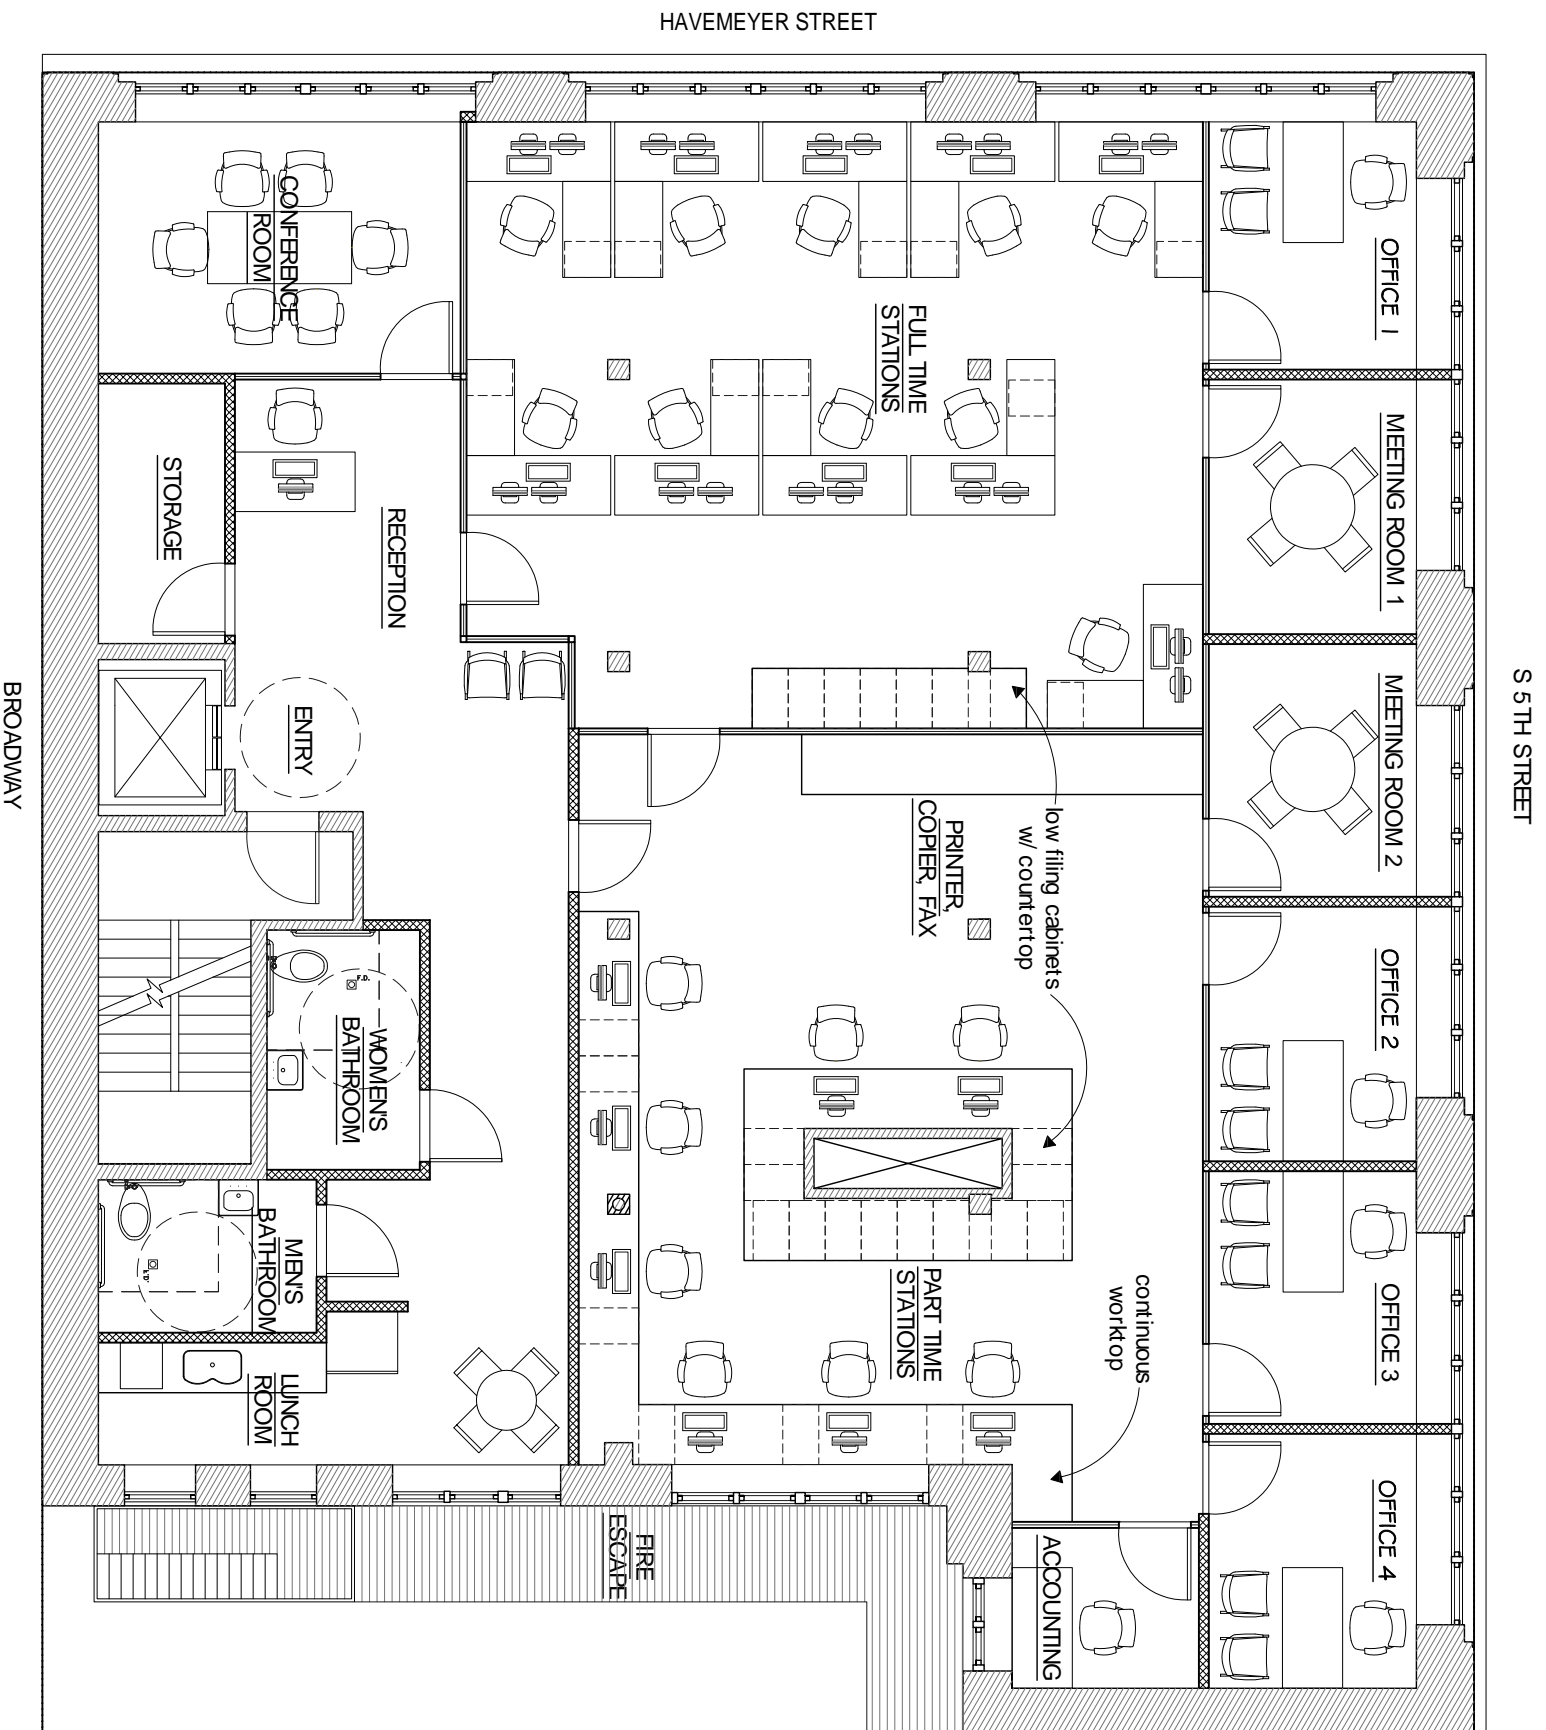 HAVEMEYER STREET
CONFERENCE
ROOM
FULL TIME
STATIONS
OFFICE 1
MEETING ROOM 1
STORAGE
RECEPTION
ENTRY
MEETING ROOM 2
S 5TH STREET
BROADWAY
low filing cabinets
w/ countertop
PRINTER,
COPIER, FAX
OFFICE 2
F.D.
WOMEN'S
BATHROOM
MEN'S
BATHROOM
F.D.
PART TIME
STATIONS
continuous
worktop
OFFICE 3
LUNCH
ROOM
OFFICE 4
FIRE
ESCAPE
ACCOUNTING